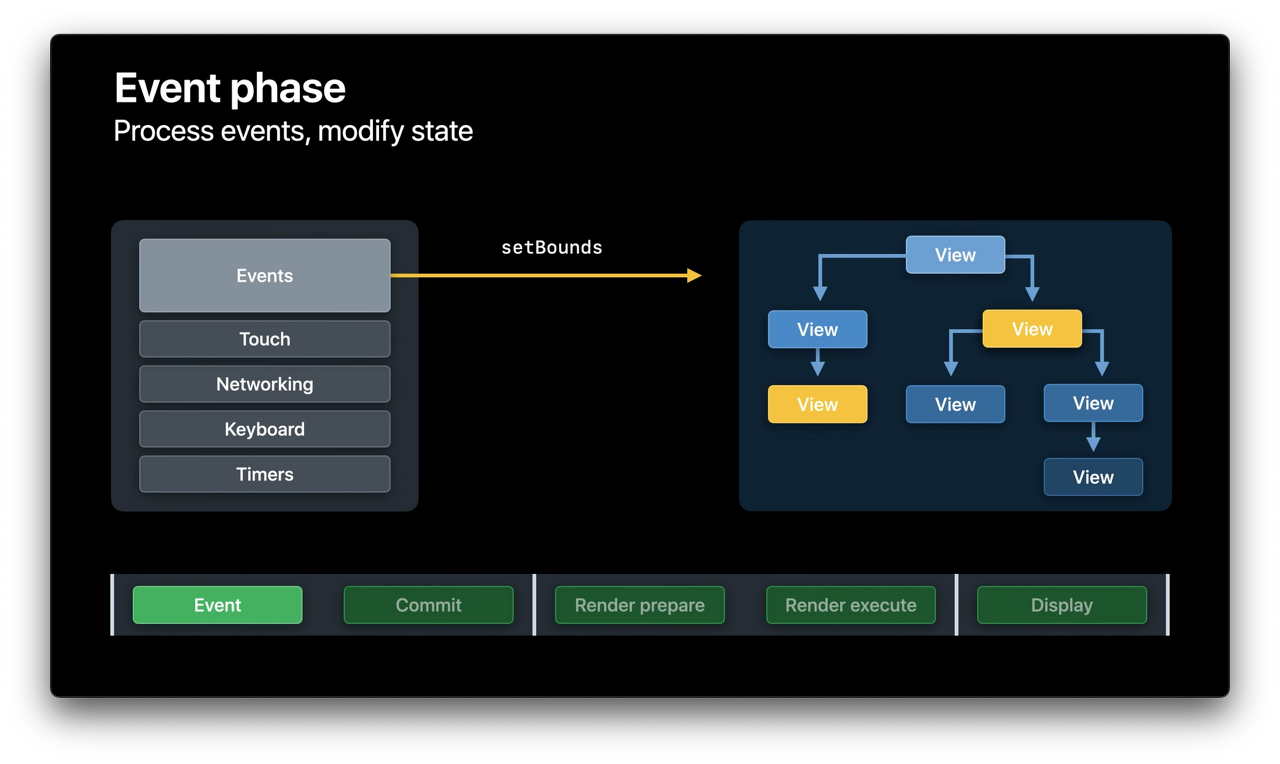 Event phase
Process events, modify state
Events
Touch
Networking
Keyboard
Timers
setBounds
View
View
View
View
View
View
View
Event
Commit
Render prepare
Render execute
Display